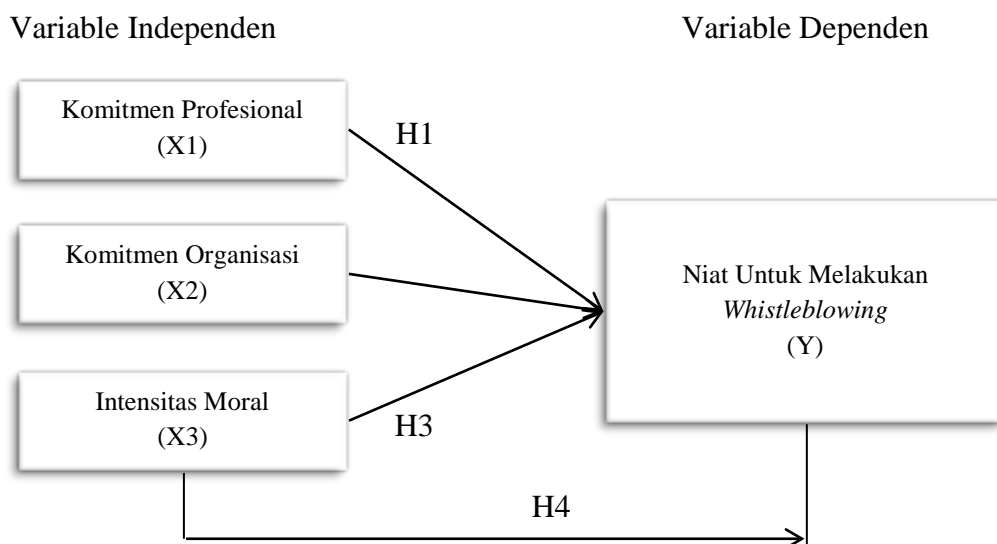 Variable Independen
Variable Dependen
Komitmen Profesional
(X1)
H1
Komitmen Organisasi
(X2)
Niat Untuk Melakukan
Whistleblowing
(Y)
Intensitas Moral
(X3)
H3
H4